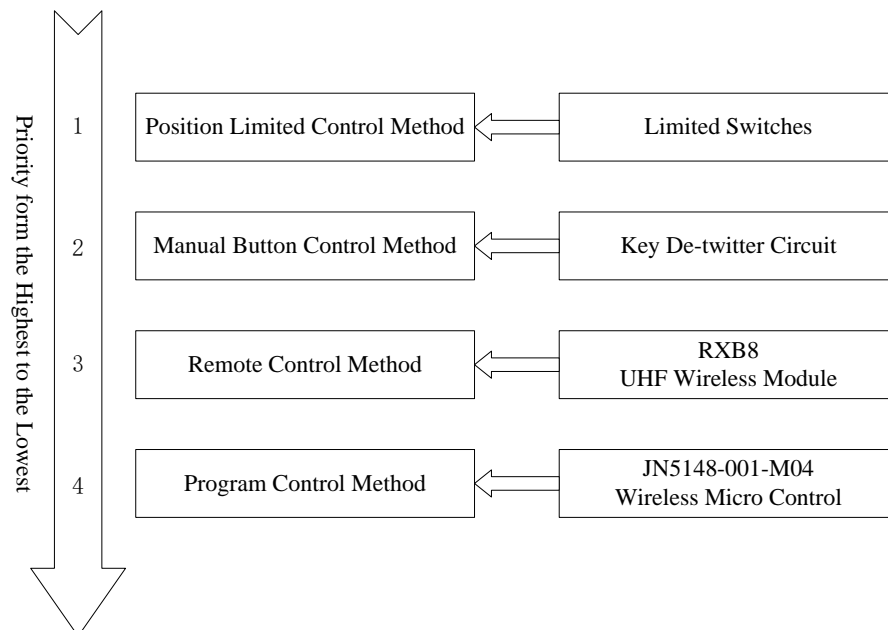 Priority form the Highest to the Lowest
1
Position Limited Control Method
Limited Switches
2
Manual Button Control Method
Key De-twitter Circuit
3
Remote Control Method
RXB8
UHF Wireless Module
4
Program Control Method
JN5148-001-M04
Wireless Micro Control